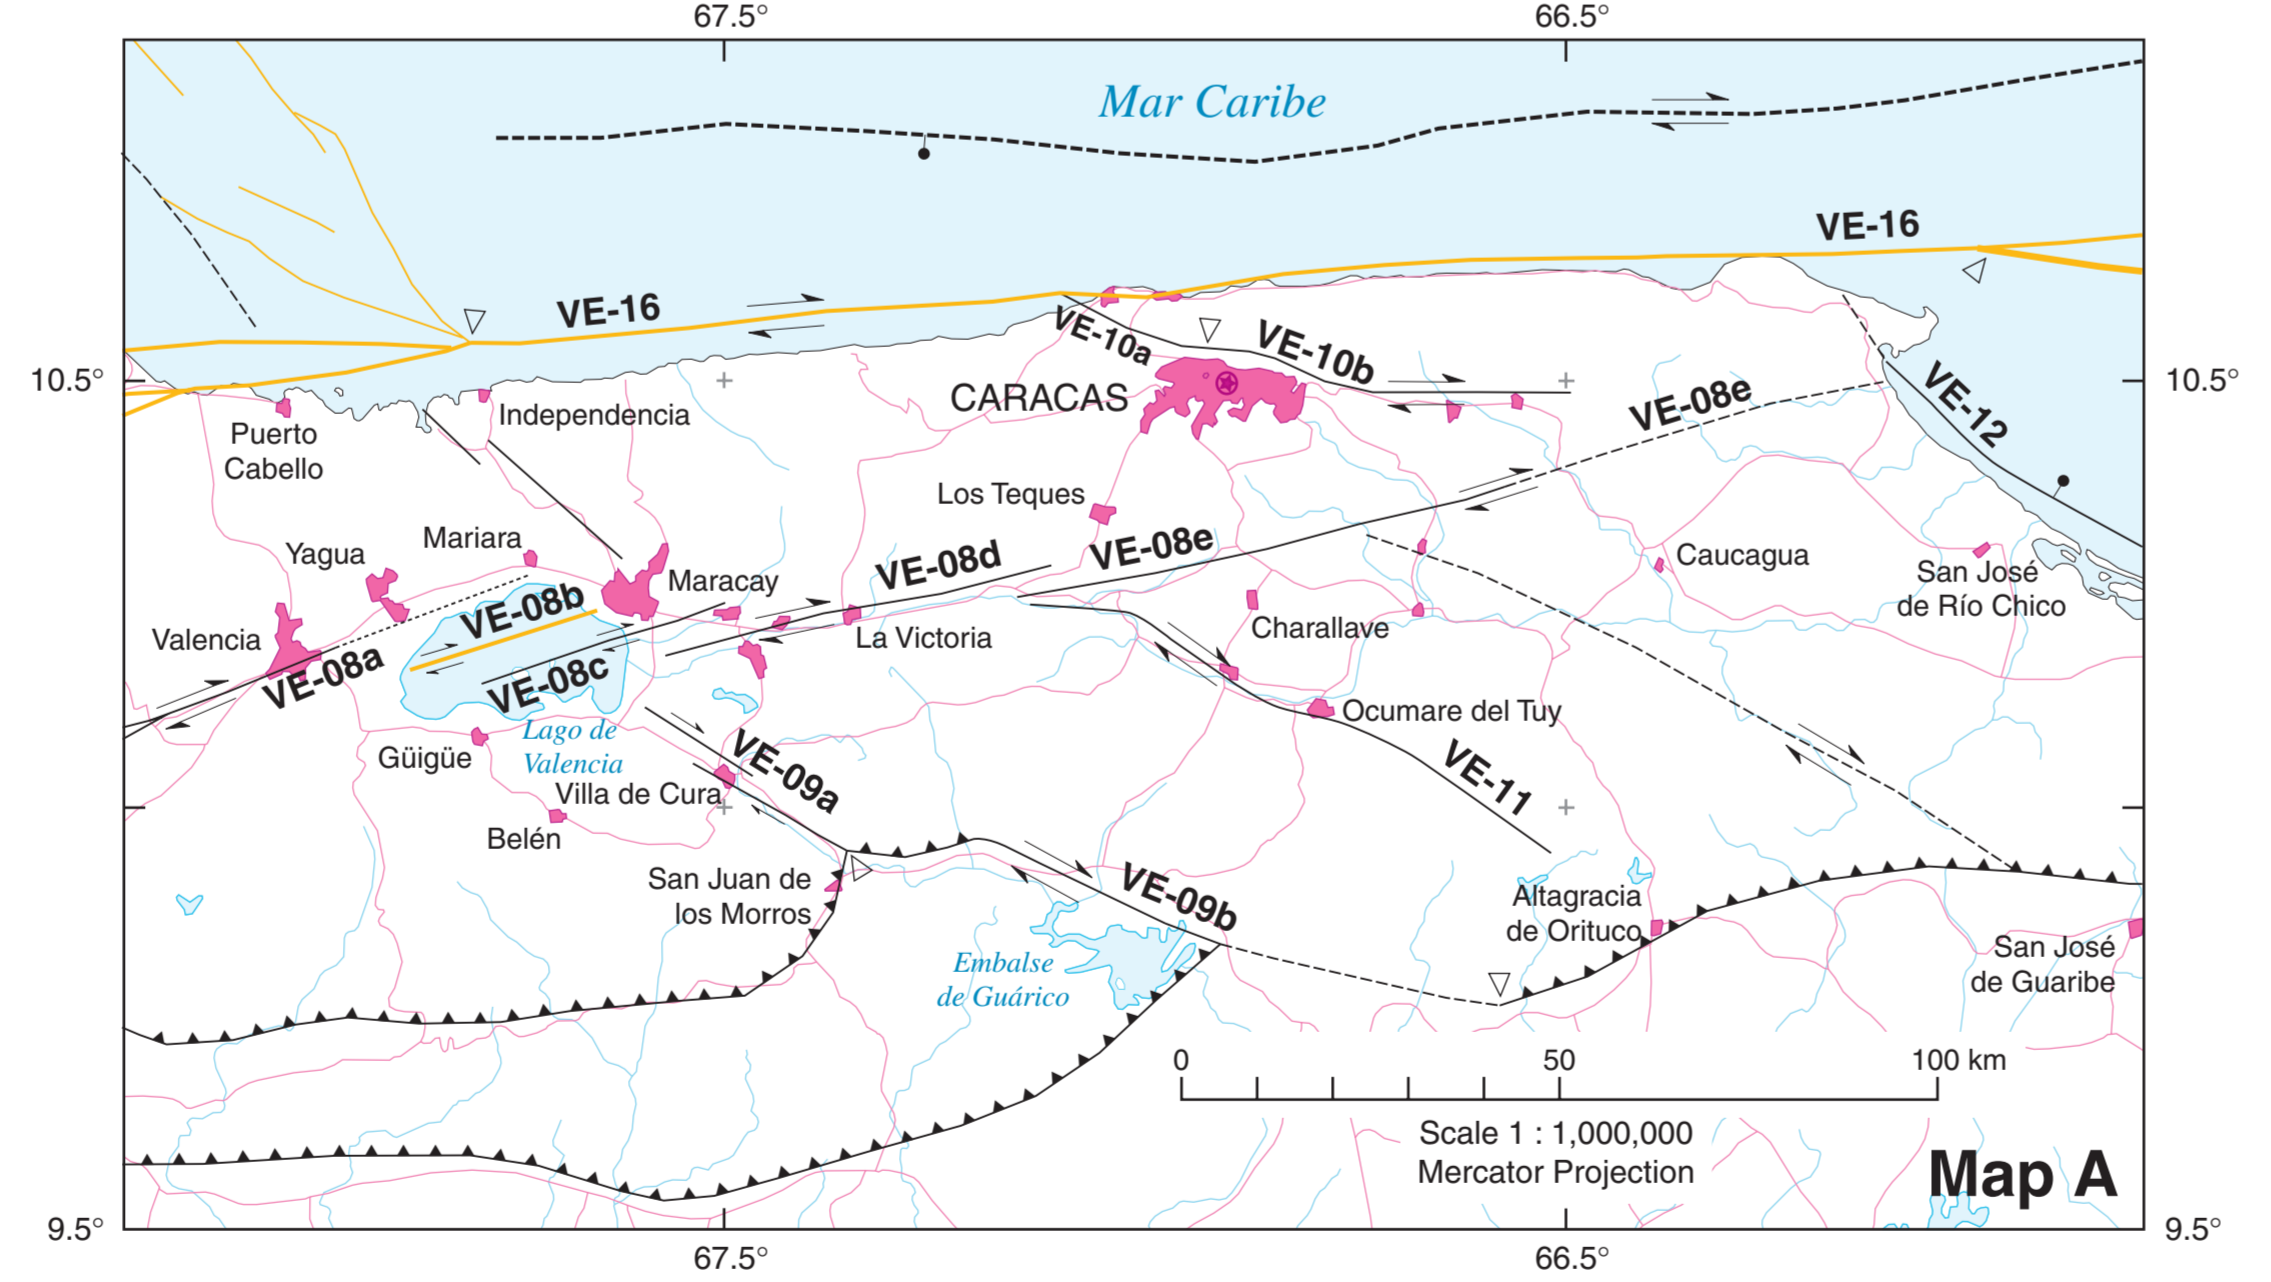 67.5°
66.5°
Mar Caribe
VE-16
VE-16
VE-10a
VE-10b
10.5°
10.5°
CARACAS
VE-08e
VE-12
Independencia
Puerto
Cabello
Los Teques
Mariara
Yagua
VE-08d
VE-08e
Caucagua
Maracay
San José
de Río Chico
VE-08b
Valencia
La Victoria
Charallave
VE-08a
VE-08c
Ocumare del Tuy
Lago de
Valencia
Güigüe
VE-09a
VE-11
Villa de Cura
Belén
San Juan de
los Morros
VE-09b
Altagracia
de Orituco
San José
de Guaribe
Embalse
de Guárico
0 50 100 km
Scale 1 : 1,000,000
Mercator Projection
Map A
9.5°
9.5°
67.5°
66.5°